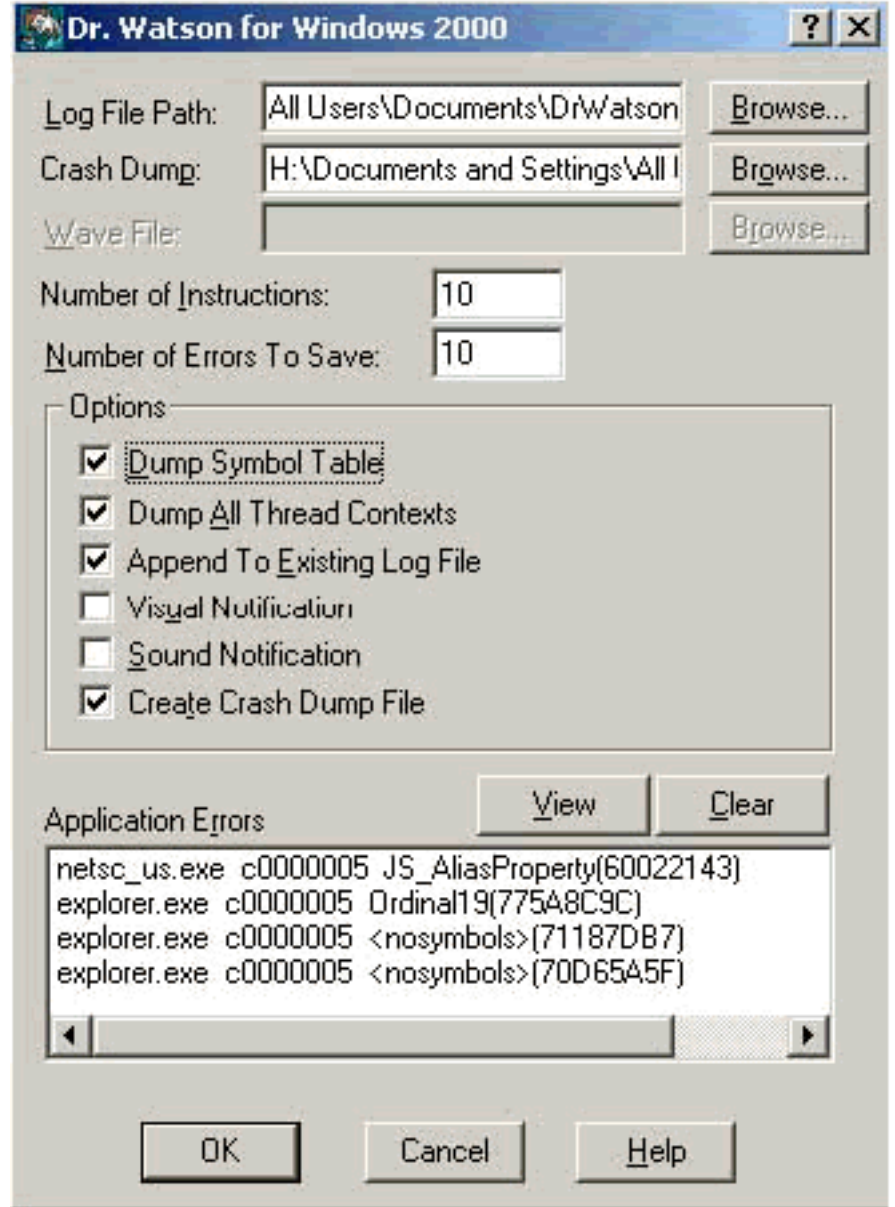 Dr. Watson for Windows 2000
Log File Path: All Users\Documents\DrWatson Browse...
Crash Dump: H:\Documents and Settings\All Browse...
Wave File: Browse...
Number of Instructions: 10
Number of Errors To Save: 10
Options
Dump Symbol Table
Dump All Thread Contexts
Append To Existing Log File
Visual Notification
Sound Notification
Create Crash Dump File
Application Errors View Clear
netsc_us.exe c0000005 JS_AliasProperty(60022143)
explorer.exe c0000005 Ordinal19(775A8C9C)
explorer.exe c0000005 <nosymbols>(71187DB7)
explorer.exe c0000005 <nosymbols>(70D65A5F)
OK Cancel Help